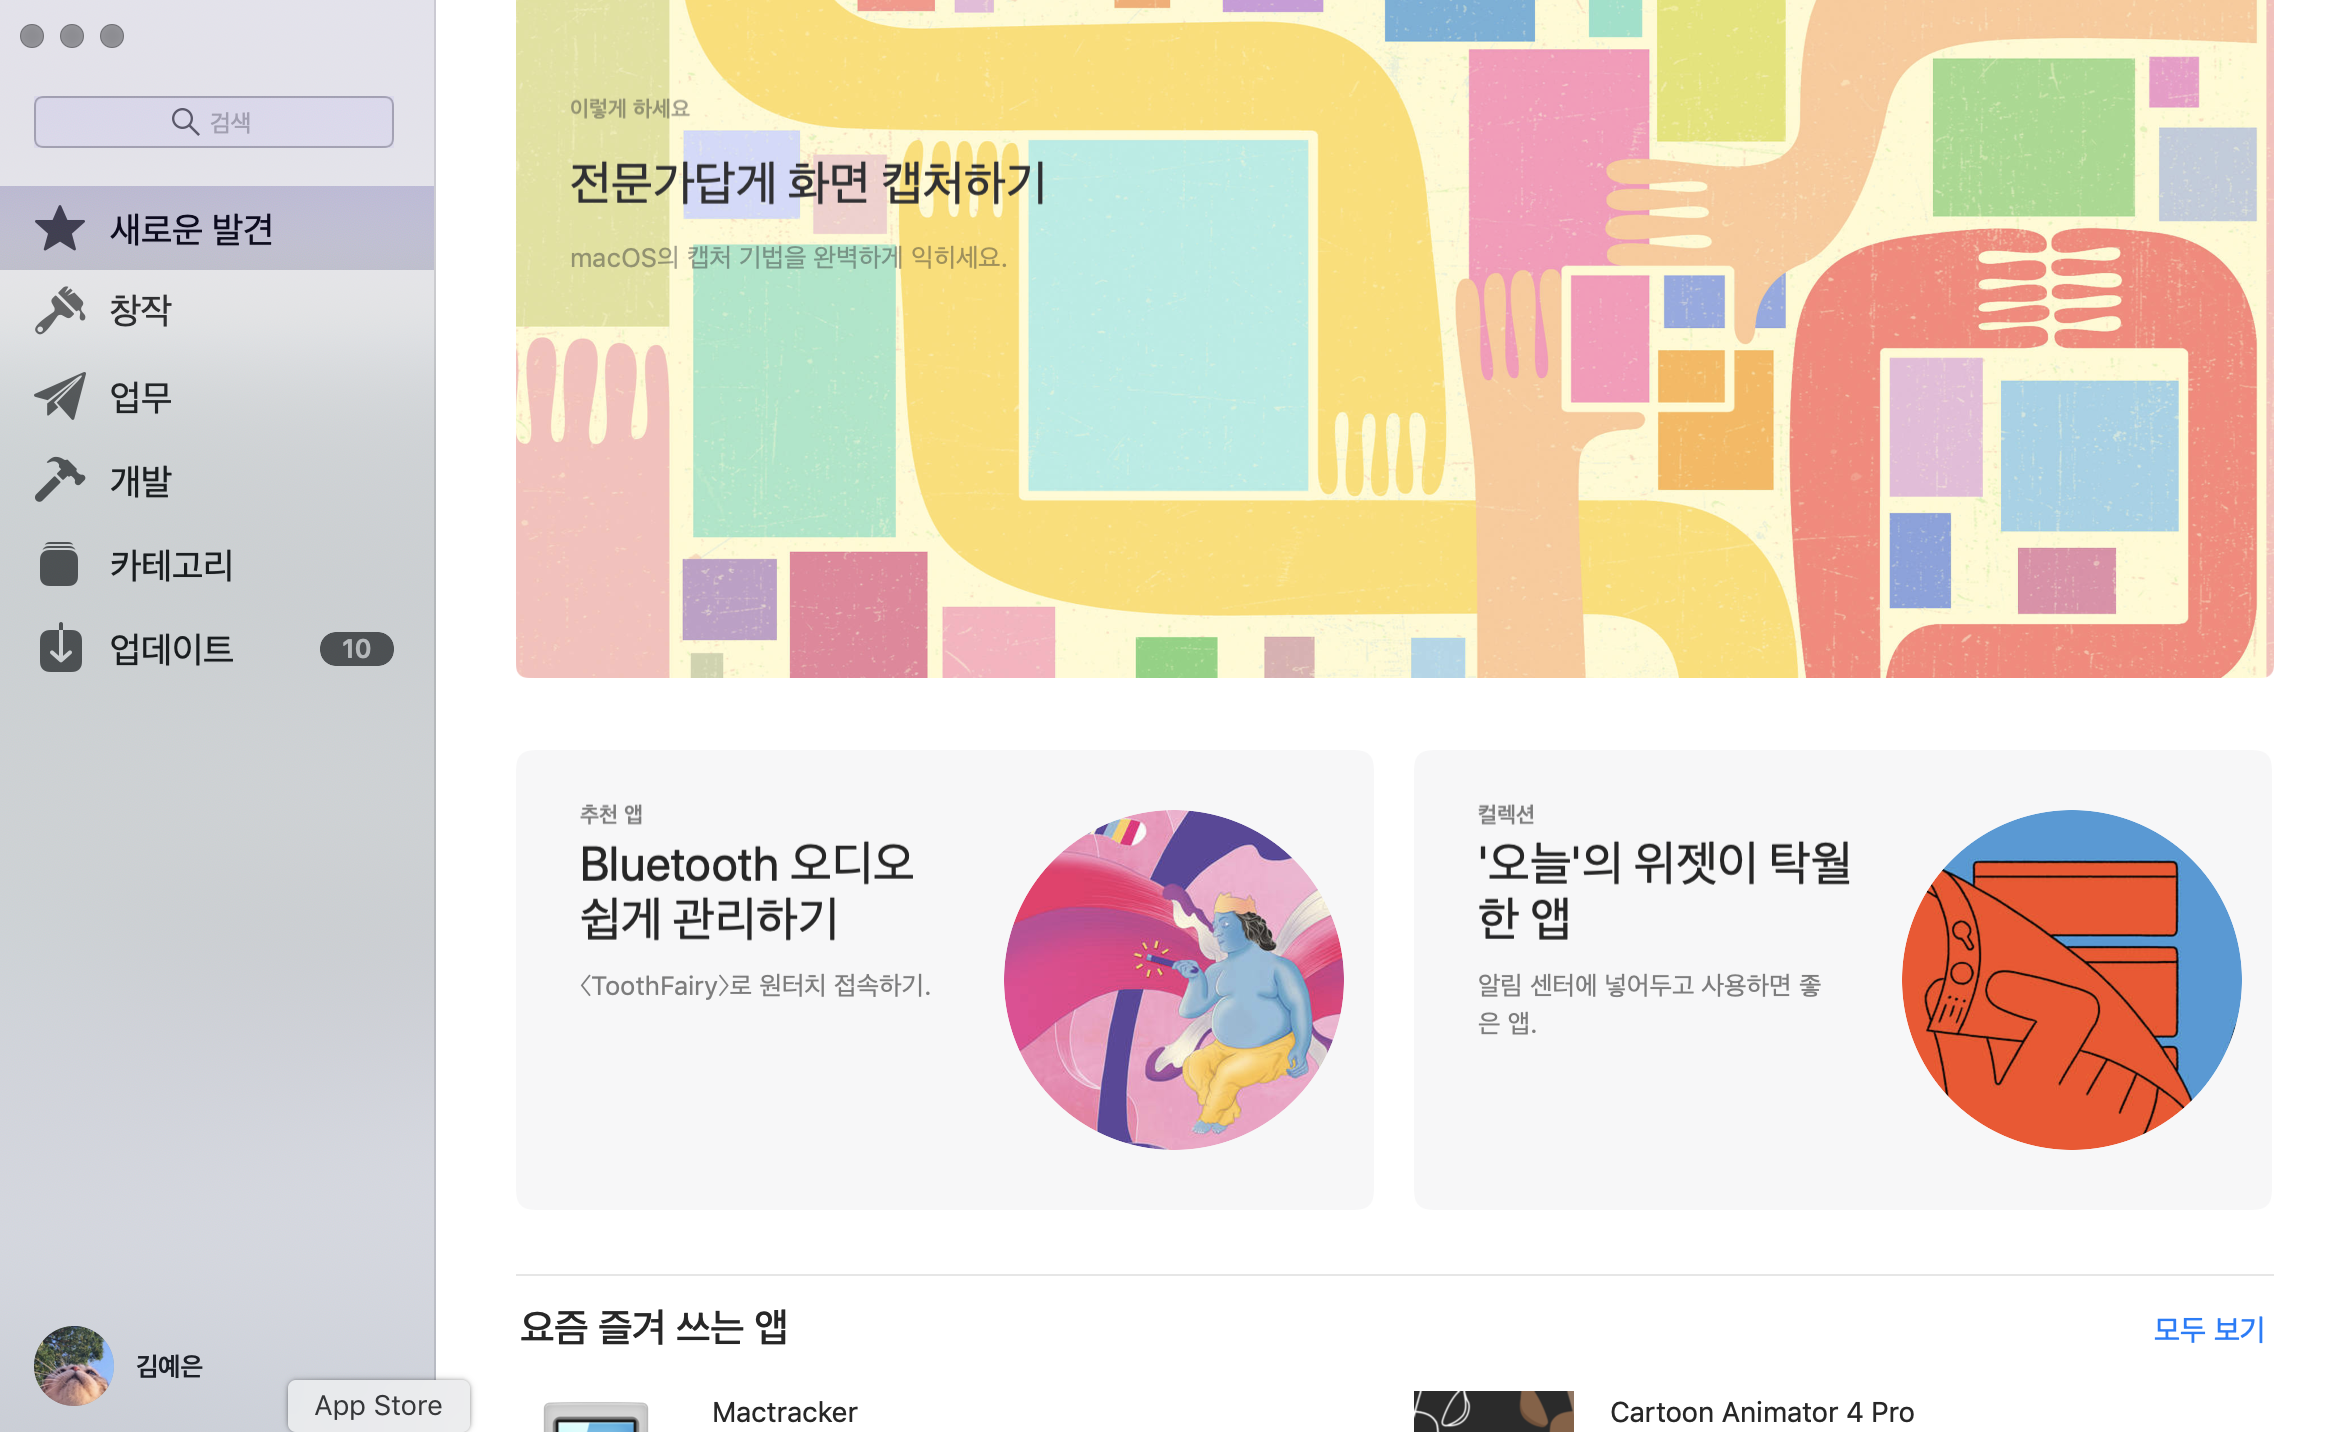 검색
새로운 발견
창작
업무
개발
카테고리
업데이트 10
김예은
App Store
이렇게 하세요
전문가답게 화면 캡처하기
macOS의 캡처 기법을 완벽하게 익히세요.
추천 앱
Bluetooth 오디오
쉽게 관리하기
〈ToothFairy〉로 원터치 접속하기.
컬렉션
'오늘'의 위젯이 탁월
한 앱
알림 센터에 넣어두고 사용하면 좋
은 앱.
요즘 즐겨 쓰는 앱
모두 보기
Mactracker
Cartoon Animator 4 Pro